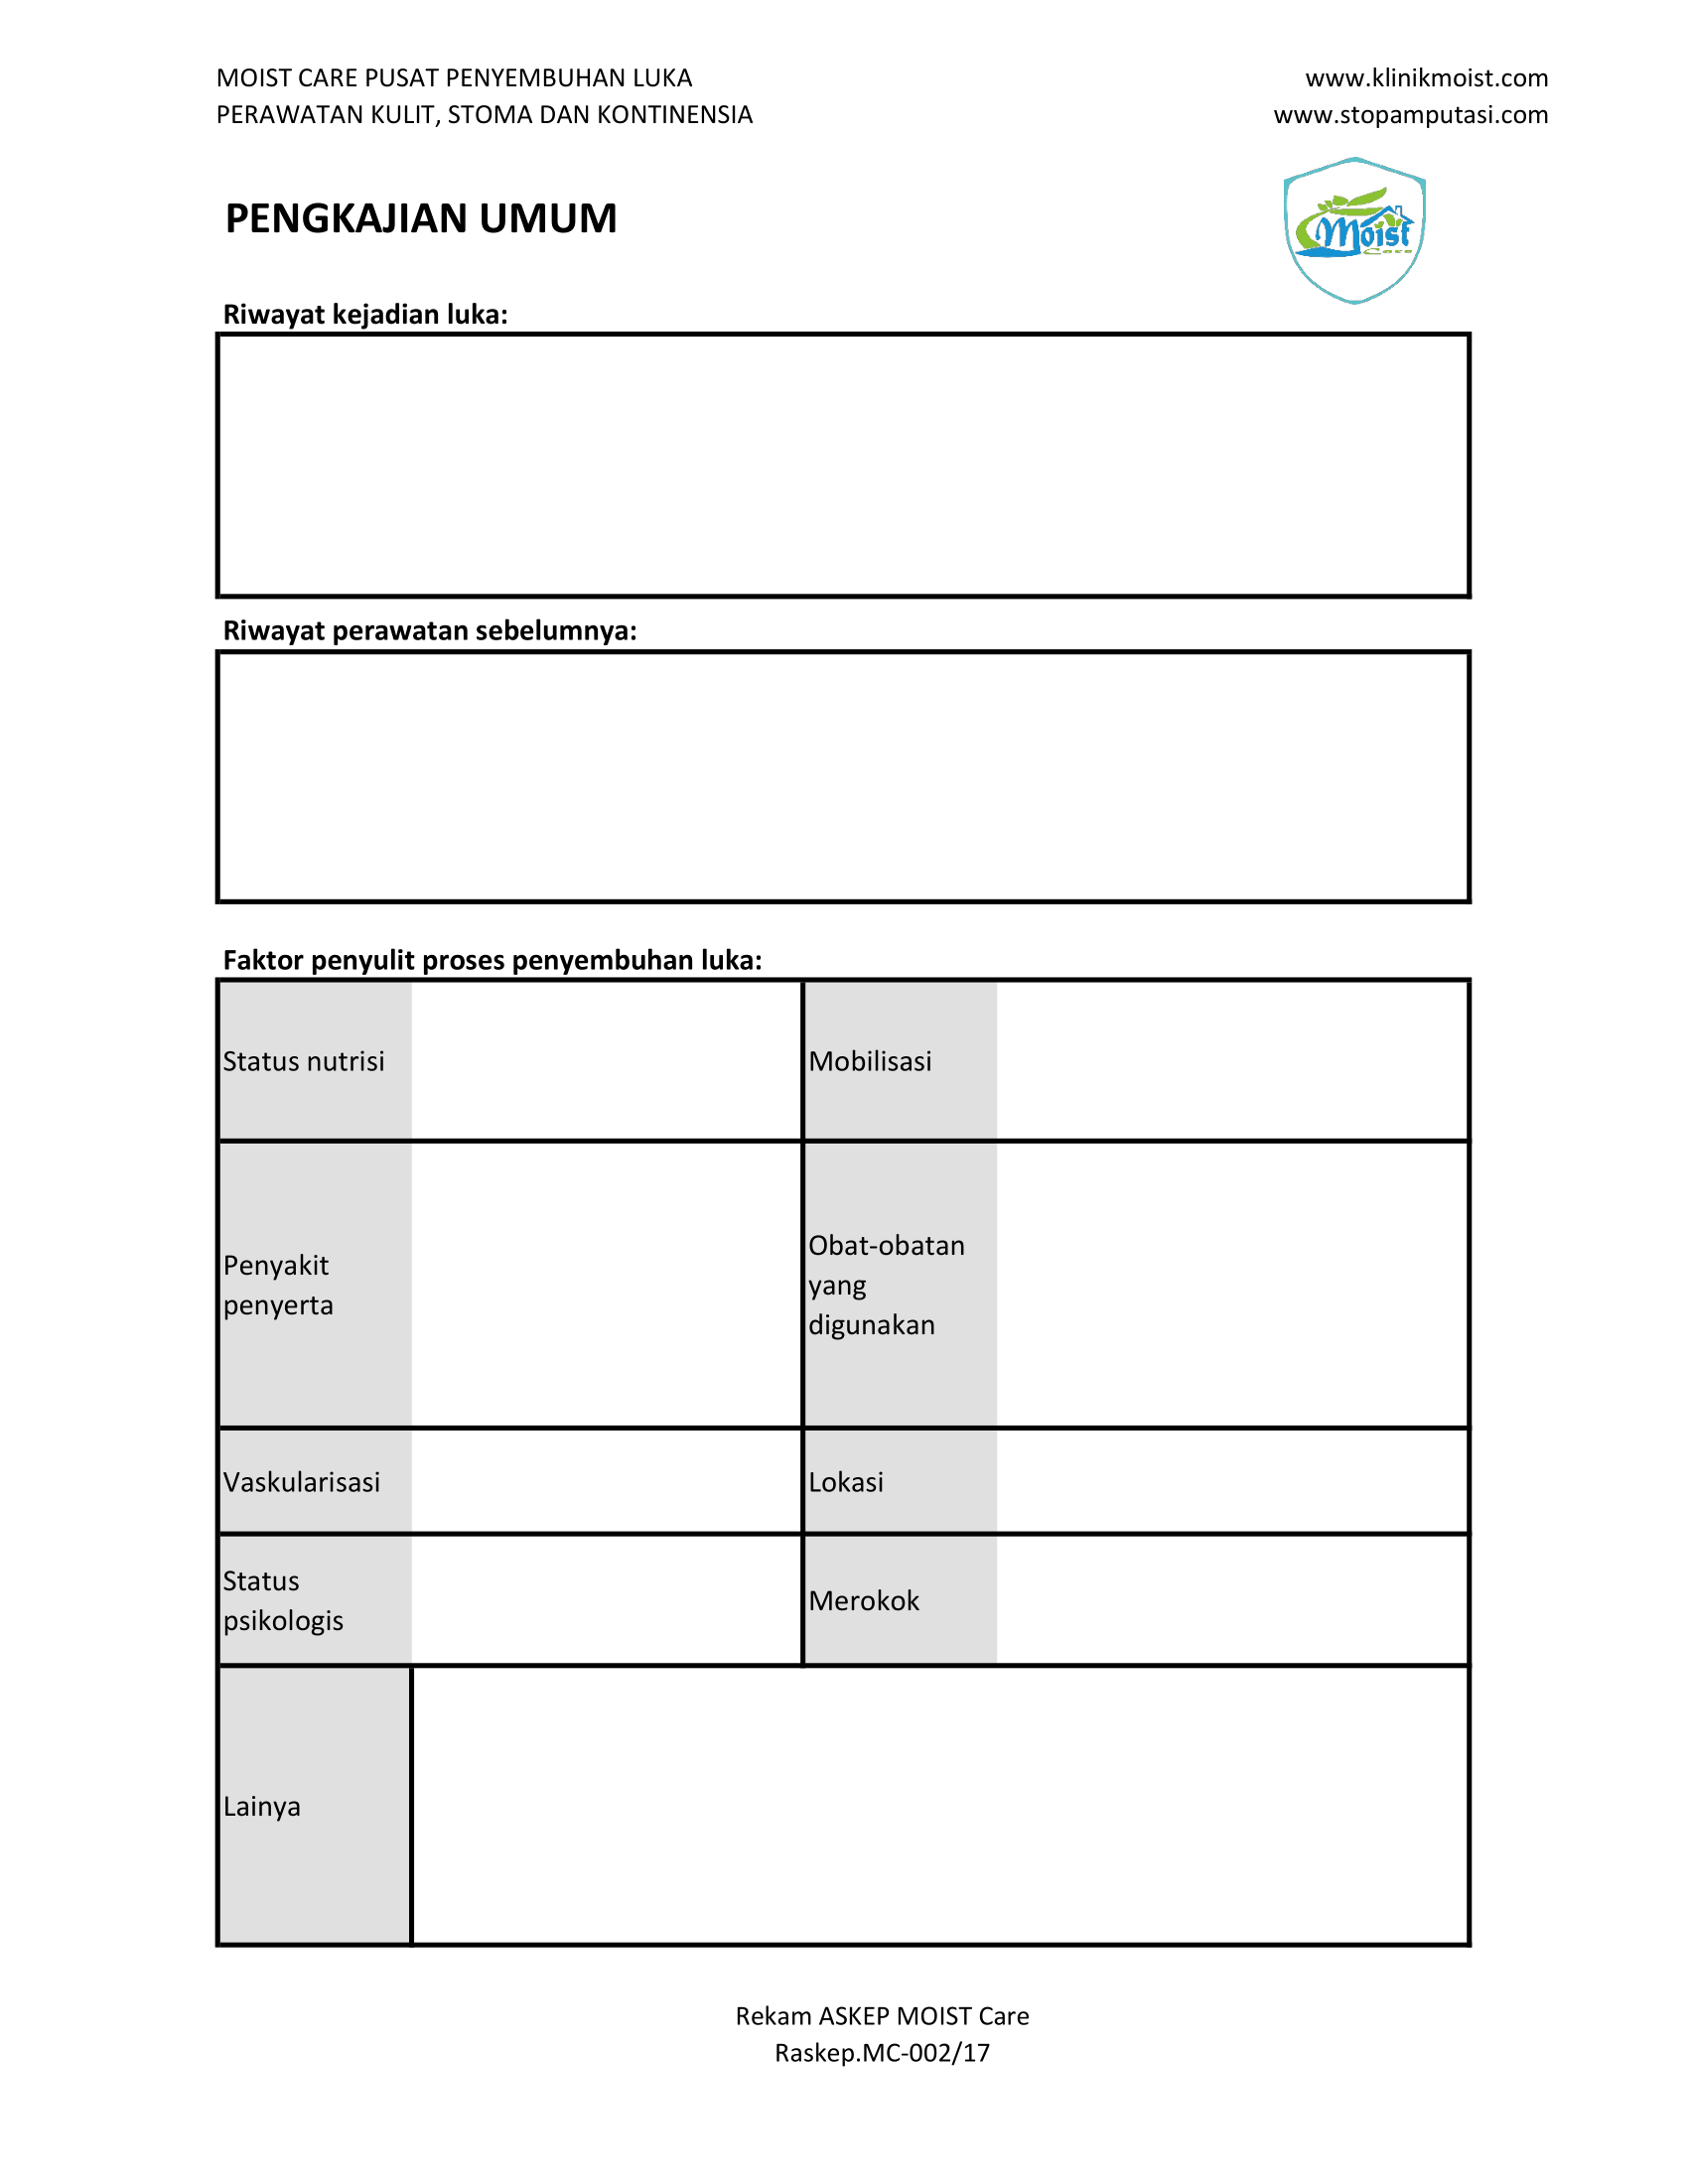 MOIST CARE PUSAT PENYEMBUHAN LUKA
PERAWATAN KULIT, STOMA DAN KONTINENSIA
www.klinikmoist.com
www.stopamputasi.com
PENGKAJIAN UMUM
Moist
Care
Riwayat kejadian luka:
Riwayat perawatan sebelumnya:
Faktor penyulit proses penyembuhan luka:
Status nutrisi
Mobilisasi
Penyakit
penyerta
Obat-obatan
yang
digunakan
Vaskularisasi
Lokasi
Status
psikologis
Merokok
Lainya
Rekam ASKEP MOIST Care
Raskep.MC-002/17